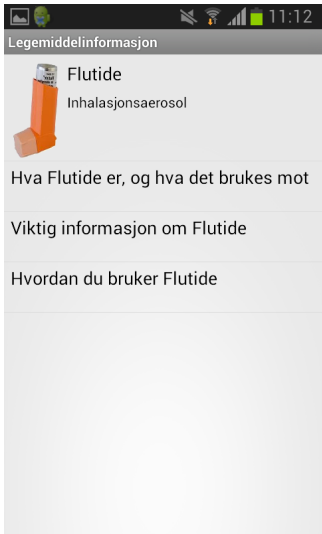 11:12
Legemiddelinformasjon
Flutide
Inhalasjonsaerosol
Hva Flutide er, og hva det brukes mot
Viktig informasjon om Flutide
Hvordan du bruker Flutide